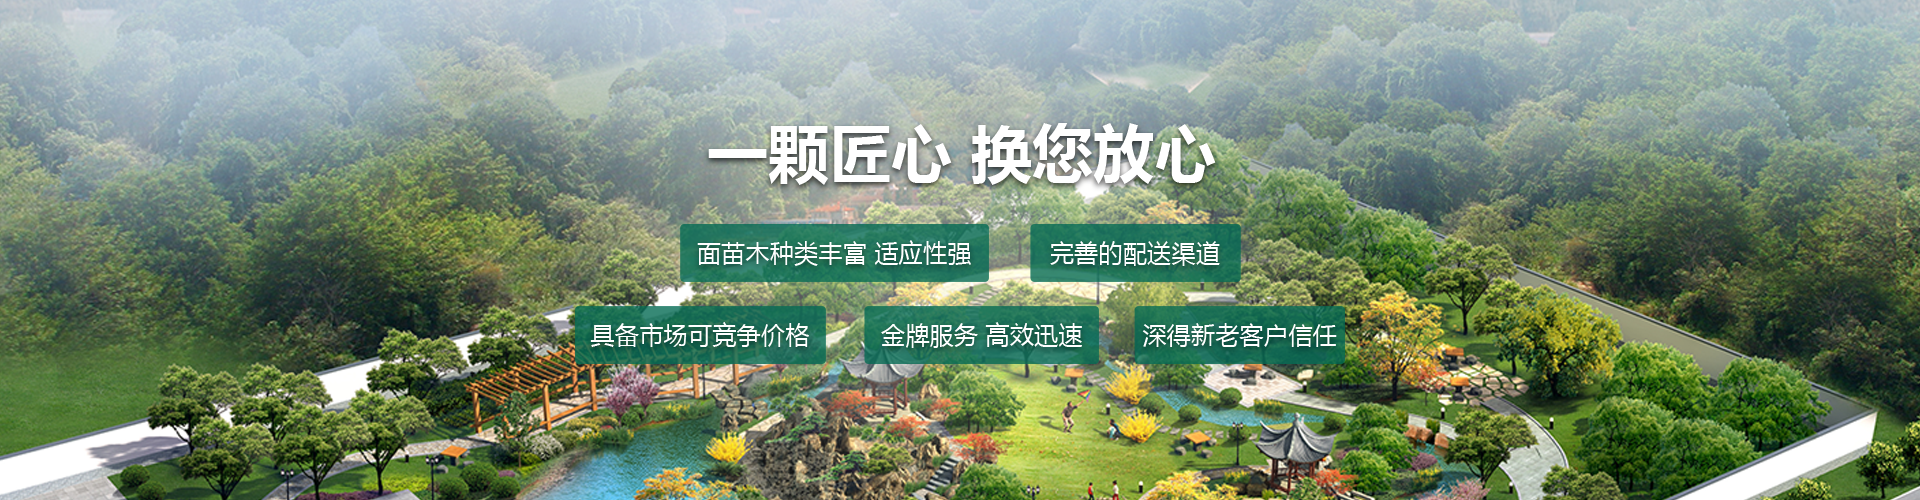 一颗匠心 换您放心
面苗木种类丰富 适应性强
完善的配送渠道
具备市场可竞争价格
金牌服务 高效迅速
深得新老客户信任